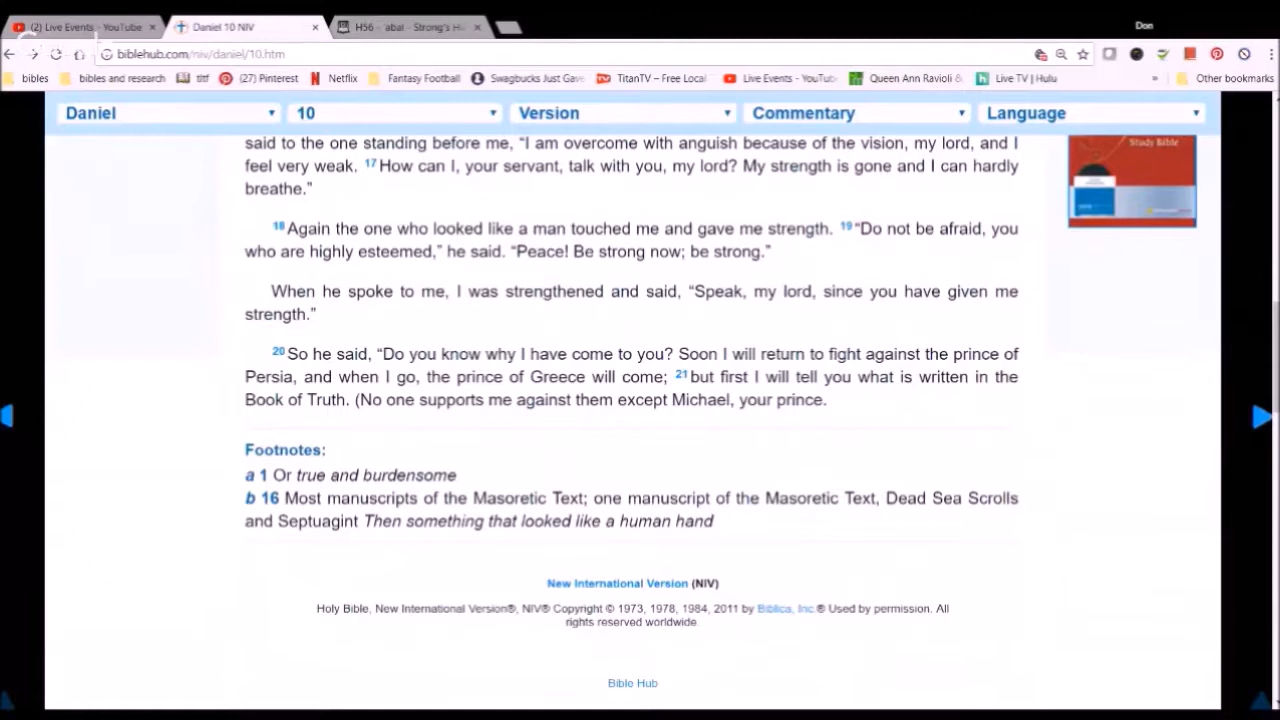 Don
(2) Live Events - YouTube
Daniel 10 NIV
H56 - 'abal - Strong's H
biblehub.com/niv/daniel/10.htm
bibles
bibles and research
(27) Pinterest
Netflix
Fantasy Football
Swagbucks Just Gave
TitanTV – Free Local
Live Events - YouTub
Queen Ann Ravioli &
Live TV | Hulu
»
Other bookmarks
Daniel
10
Version
Commentary
Language
Study Bible
said to the one standing before me, “I am overcome with anguish because of the vision, my lord, and I
feel very weak. 17 How can I, your servant, talk with you, my lord? My strength is gone and I can hardly
breathe.”
18 Again the one who looked like a man touched me and gave me strength. 19 “Do not be afraid, you
who are highly esteemed,” he said. “Peace! Be strong now; be strong.”
When he spoke to me, I was strengthened and said, “Speak, my lord, since you have given me
strength.”
20 So he said, “Do you know why I have come to you? Soon I will return to fight against the prince of
Persia, and when I go, the prince of Greece will come; 21 but first I will tell you what is written in the
Book of Truth. (No one supports me against them except Michael, your prince.
Footnotes:
a 1 Or true and burdensome
b 16 Most manuscripts of the Masoretic Text; one manuscript of the Masoretic Text, Dead Sea Scrolls
and Septuagint Then something that looked like a human hand
New International Version (NIV)
Holy Bible, New International Version®, NIV® Copyright © 1973, 1978, 1984, 2011 by Biblica, Inc.® Used by permission. All
rights reserved worldwide.
Bible Hub